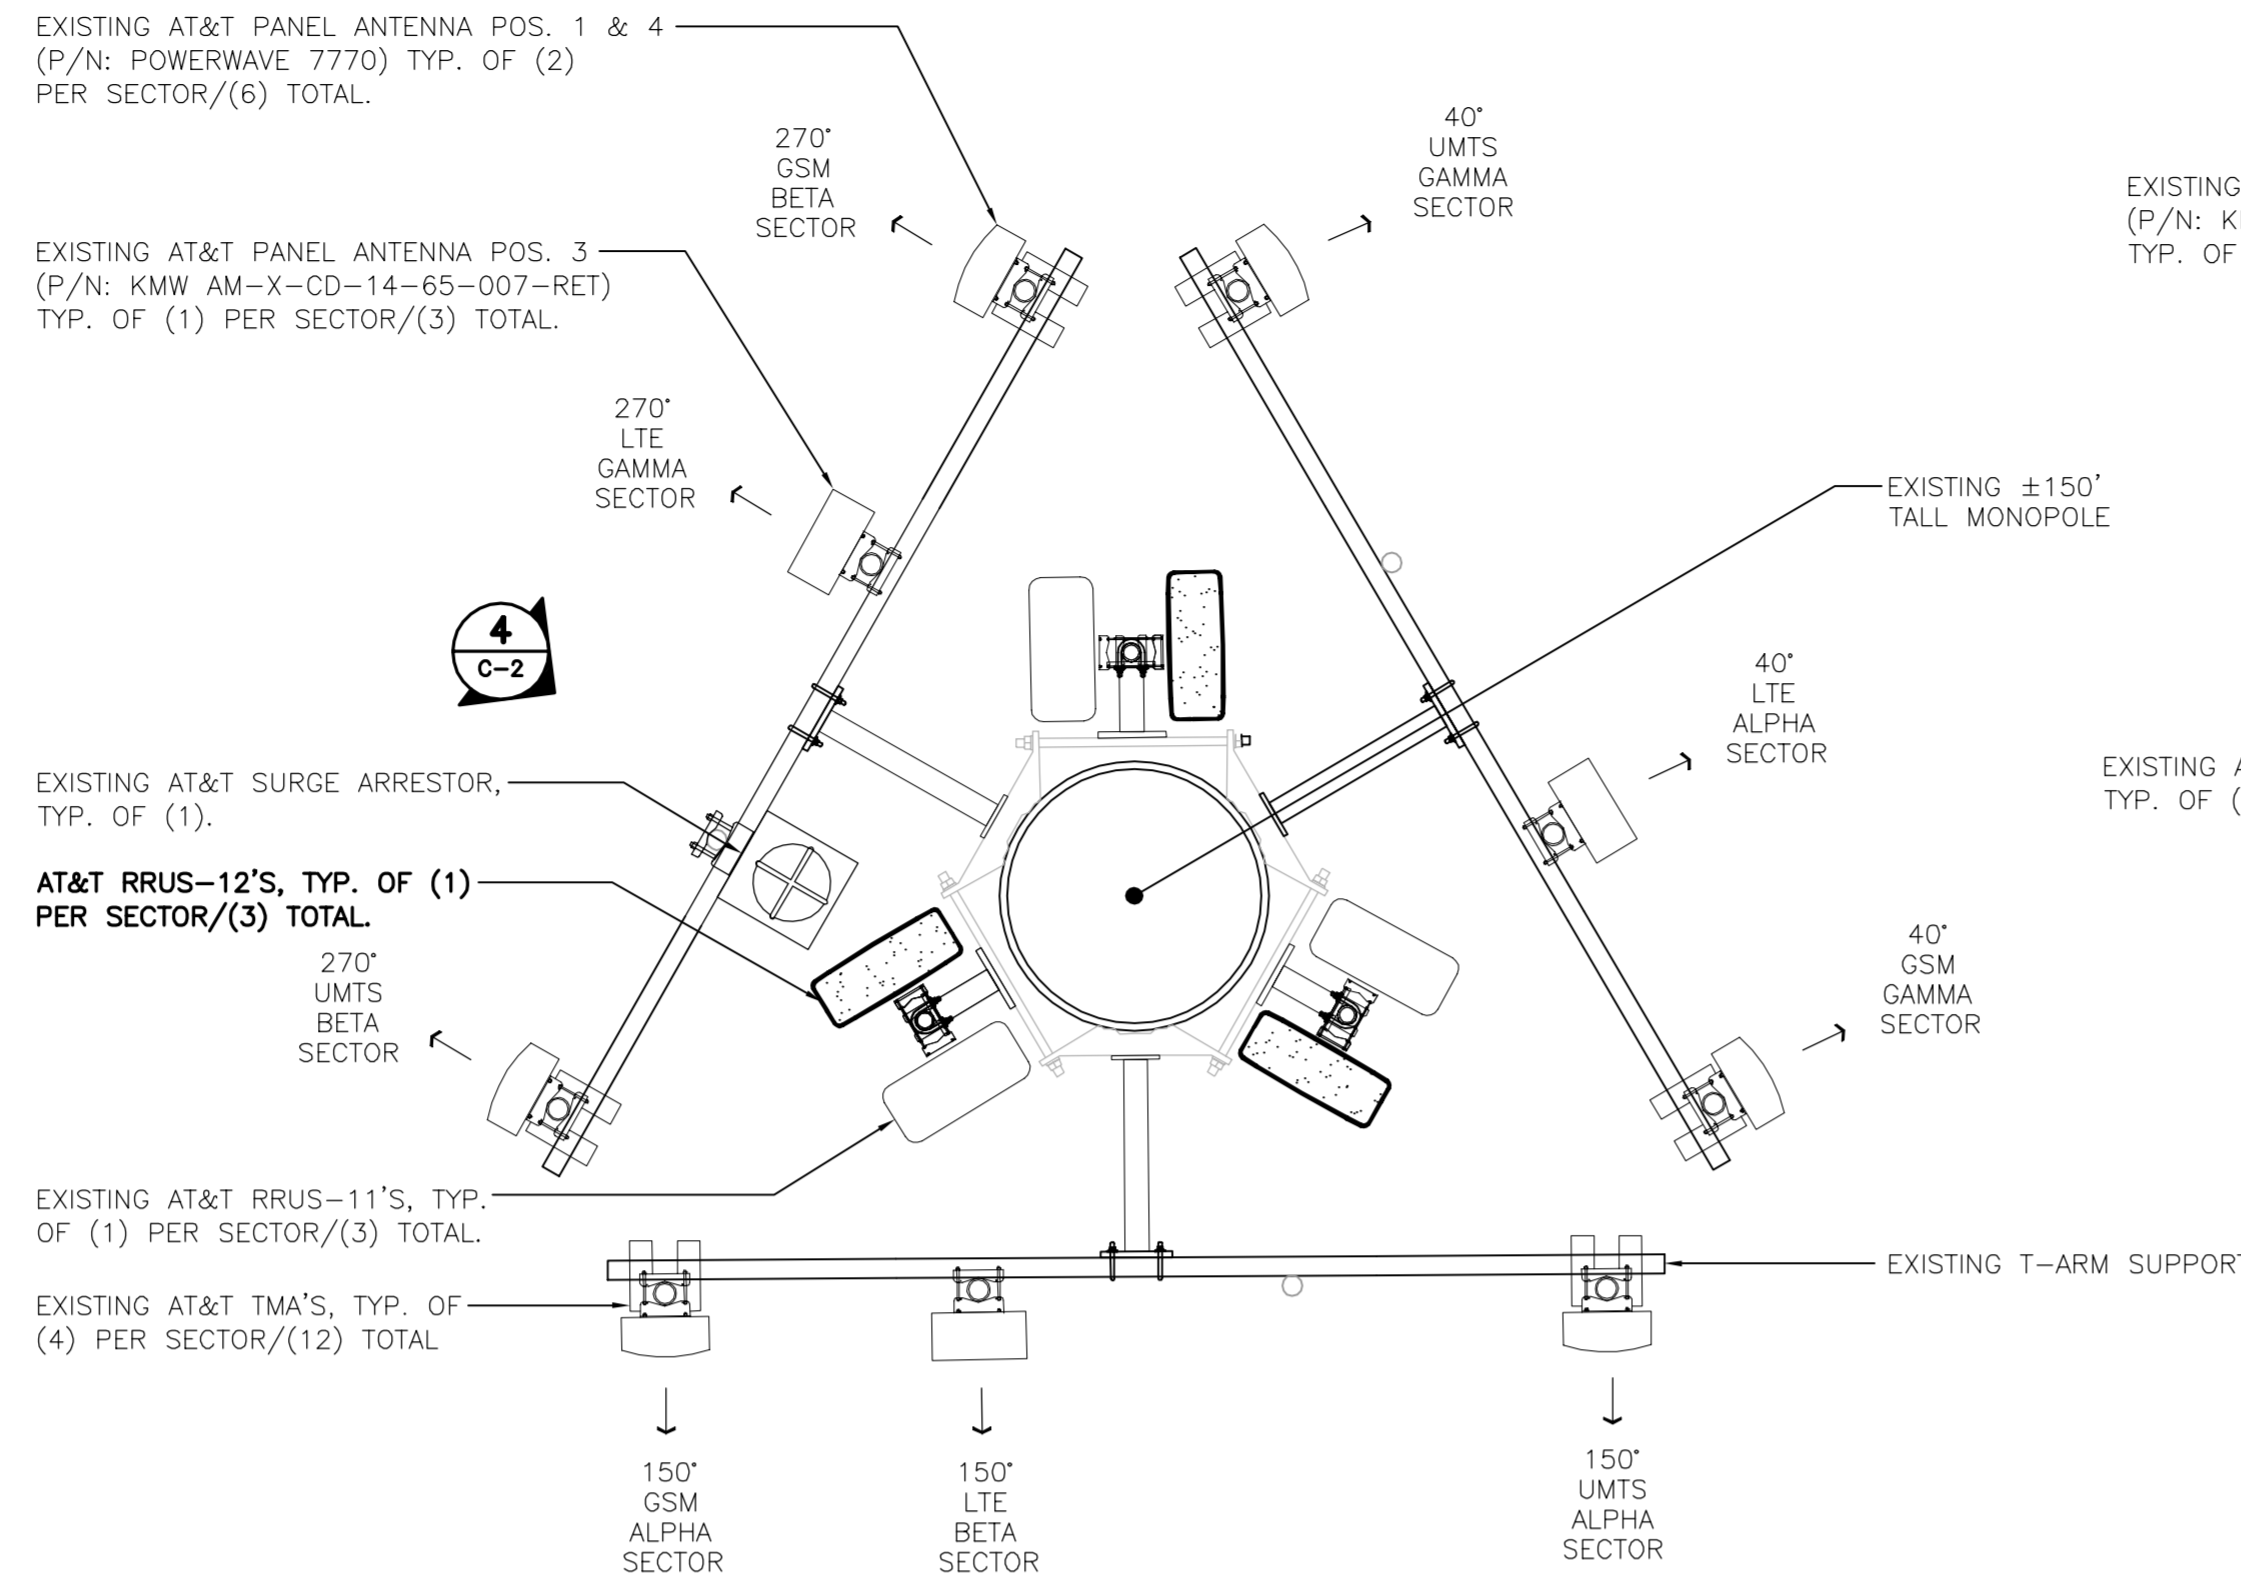 EXISTING AT&T PANEL ANTENNA POS. 1 & 4
(P/N: POWERWAVE 7770) TYP. OF (2)
PER SECTOR/(6) TOTAL.
270°
GSM
BETA
SECTOR
40°
UMTS
GAMMA
SECTOR
EXISTING
(P/N:
TYP. OF
EXISTING AT&T PANEL ANTENNA POS. 3
(P/N: KMW AM-X-CD-14-65-007-RET)
TYP. OF (1) PER SECTOR/(3) TOTAL.
270°
LTE
GAMMA
SECTOR
EXISTING ±150'
TALL MONOPOLE
4
C-2
40°
LTE
ALPHA
SECTOR
EXISTING AT&T SURGE ARRESTOR,
TYP. OF (1).
EXISTING
TYP. OF (
AT&T RRUS-12'S, TYP. OF (1)
PER SECTOR/(3) TOTAL.
270°
UMTS
BETA
SECTOR
40°
GSM
GAMMA
SECTOR
EXISTING AT&T RRUS-11'S, TYP.
OF (1) PER SECTOR/(3) TOTAL.
EXISTING T-ARM SUPPORT
EXISTING AT&T TMA'S, TYP. OF
(4) PER SECTOR/(12) TOTAL
150°
GSM
ALPHA
SECTOR
150°
LTE
BETA
SECTOR
150°
UMTS
ALPHA
SECTOR